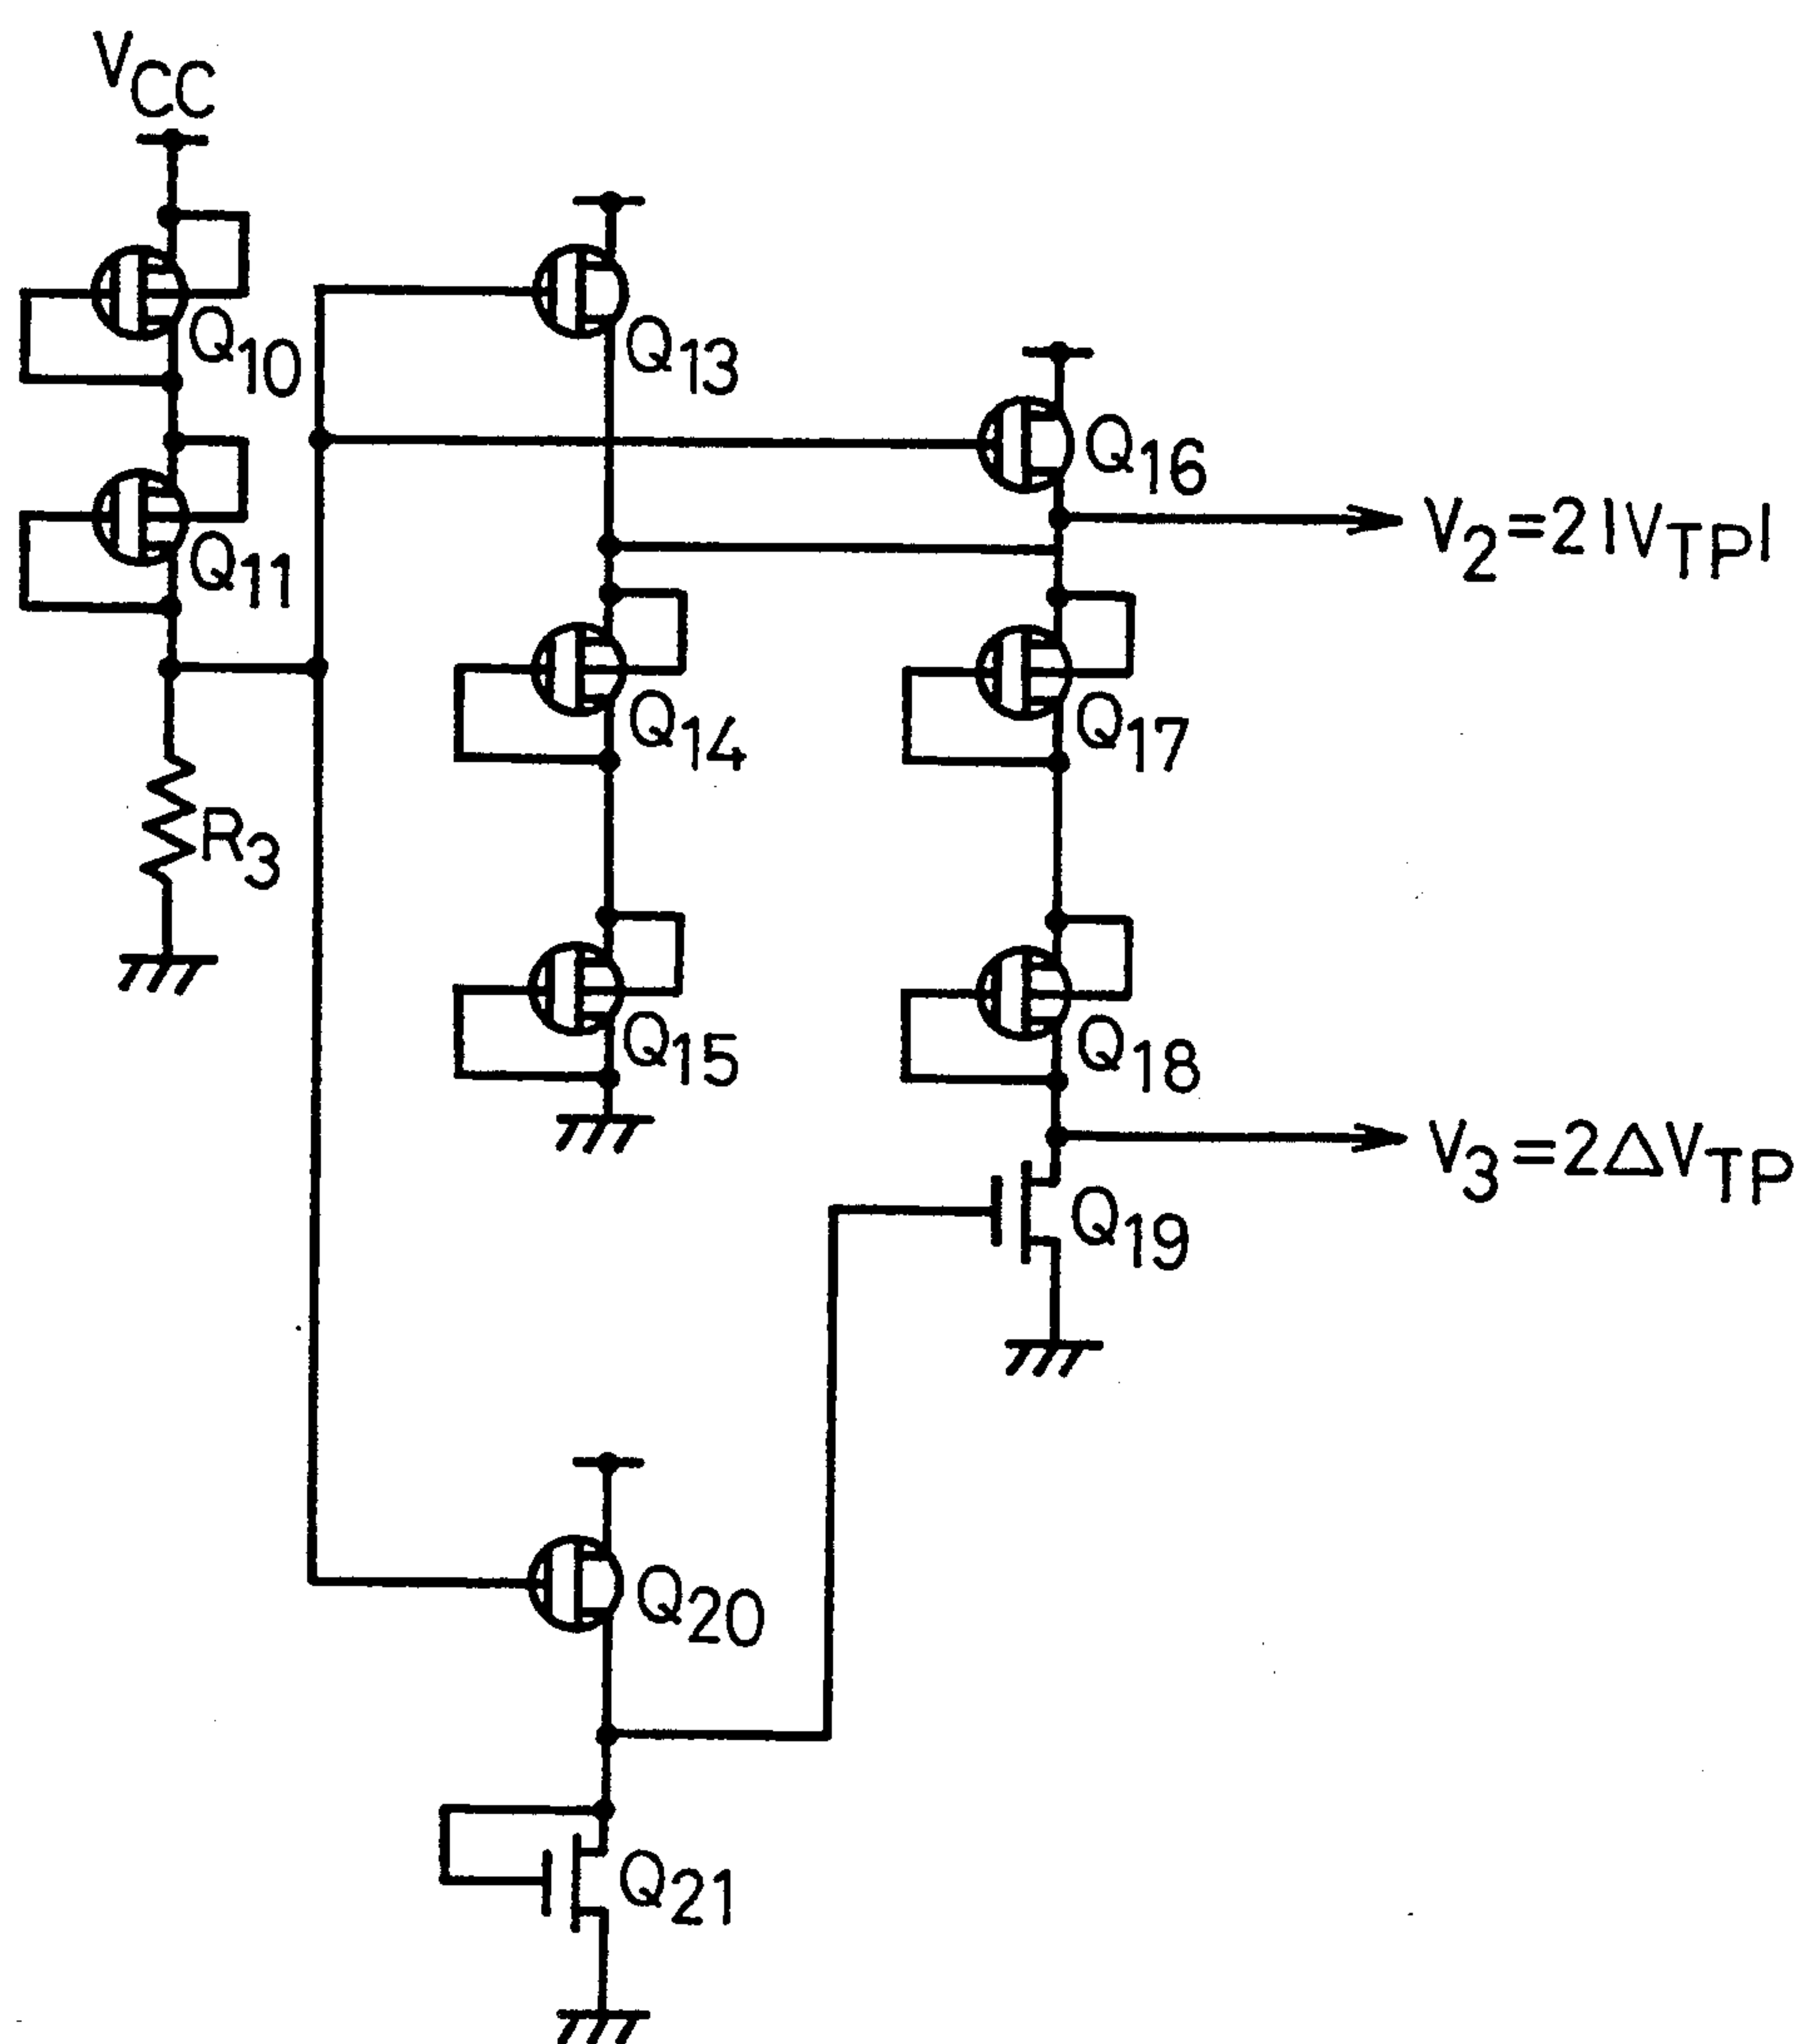 VCC
Q10
Q13
Q16
V2=2|VTP|
Q11
Q14
Q17
R3
Q15
Q18
V3=2ΔVTP
Q19
Q20
Q21